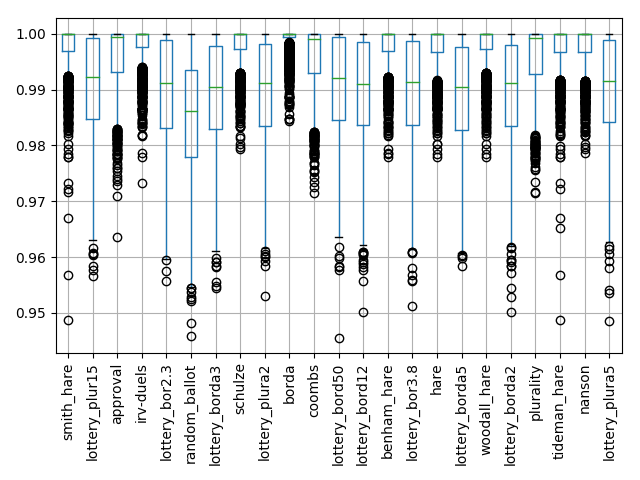 1.00
0.99
0.98
0.97
0.96
0.95
smith_hare
lottery_plur15
approval
irv-duels
lottery_bor2.3
random_ballot
lottery_borda3
schulze
lottery_plura2
borda
coombs
lottery_bord50
lottery_bord12
benham_hare
lottery_bor3.8
hare
lottery_borda5
woodall_hare
lottery_borda2
plurality
tideman_hare
nanson
lottery_plura5